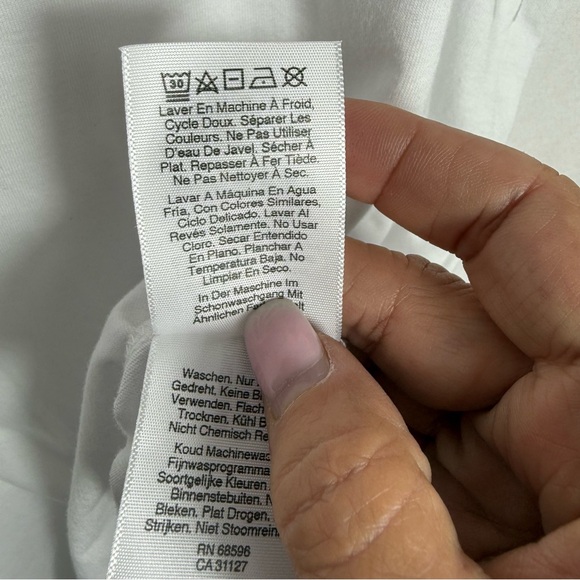 30
Laver En Machine À Froid,
Cycle Doux. Séparer Les
Couleurs. Ne Pas Utiliser
D'eau De Javel. Sécher À
Plat. Repasser À Fer Tiède.
Ne Pas Nettoyer À Sec.
Lavar A Máquina En Agua
Fría, Con Colores Similares,
Ciclo Delicado. Lavar Al
Revés Solamente. No Usar
Cloro. Secar Entendido
En Plano. Planchar A
Temperatura Baja. No
Limpiar En Seco.
In Der Maschine Im
Schonwaschgang Mit
Ähnlichen
Waschen. Nur
Gedreht. Keine
Verwenden. Flach
Trocknen. Kühl
Nicht Chemisch
Koud
Fijnwasprogramma
Soortgelijke Kleuren
Binnenstebuiten.
Bleken. Plat Drogen.
Strijken. Niet
RN 68596
CA 31127